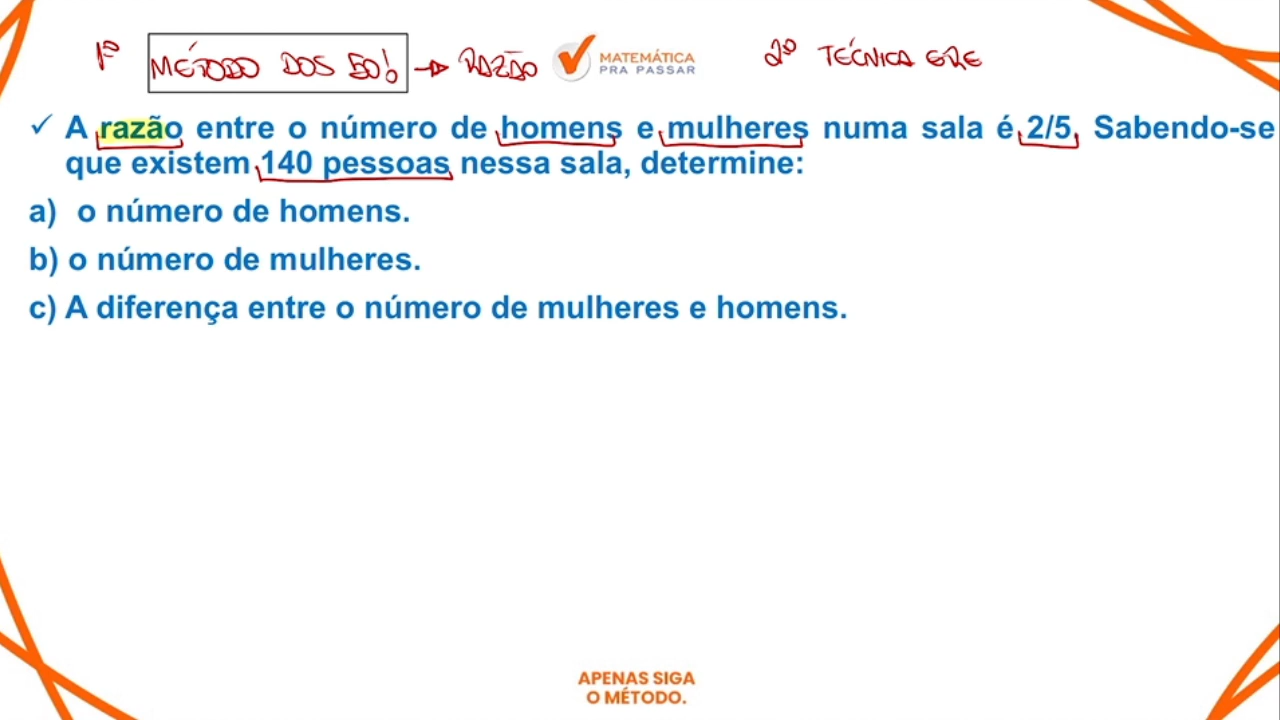 1º MÉTODO DOS 50! → RAZÃO
MATEMÁTICA
PRA PASSAR
2º TÉCNICA
✓ A razão entre o número de homens e mulheres numa sala é 2/5. Sabendo-se
que existem 140 pessoas nessa sala, determine:
a) o número de homens.
b) o número de mulheres.
c) A diferença entre o número de mulheres e homens.
APENAS SIGA
O MÉTODO.